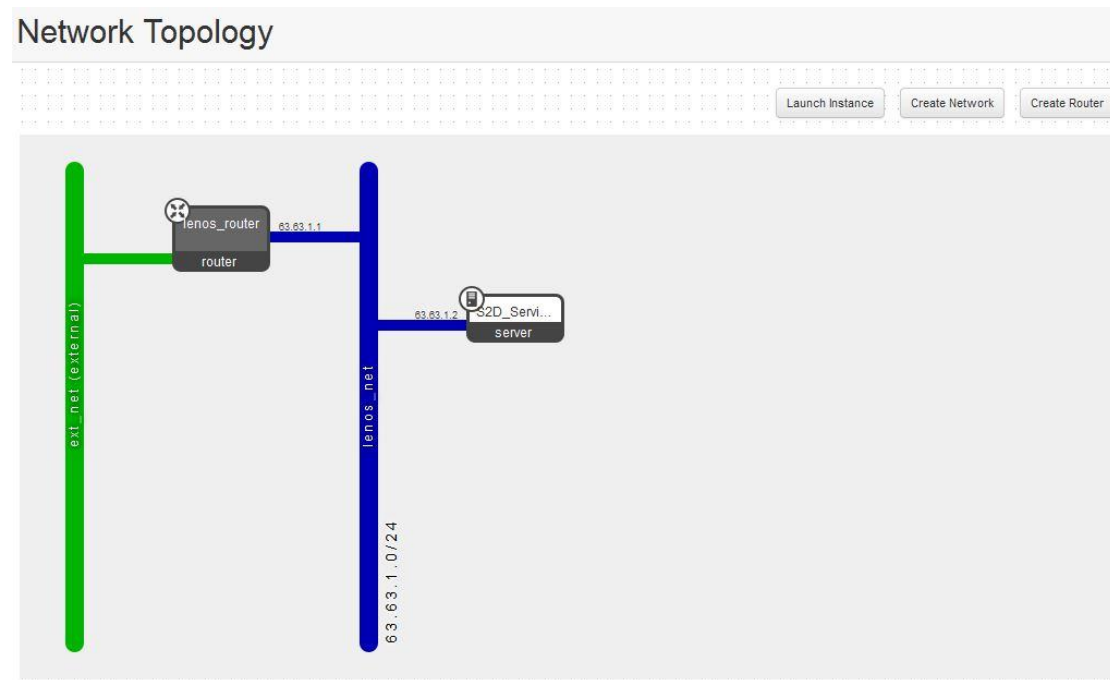 Network Topology
Launch Instance
Create Network
Create Router
lenos_router
router
63.63.1.1
63.63.1.2
S2D_Servi...
server
ext_net (external)
lenos_net
63.63.1.0/24